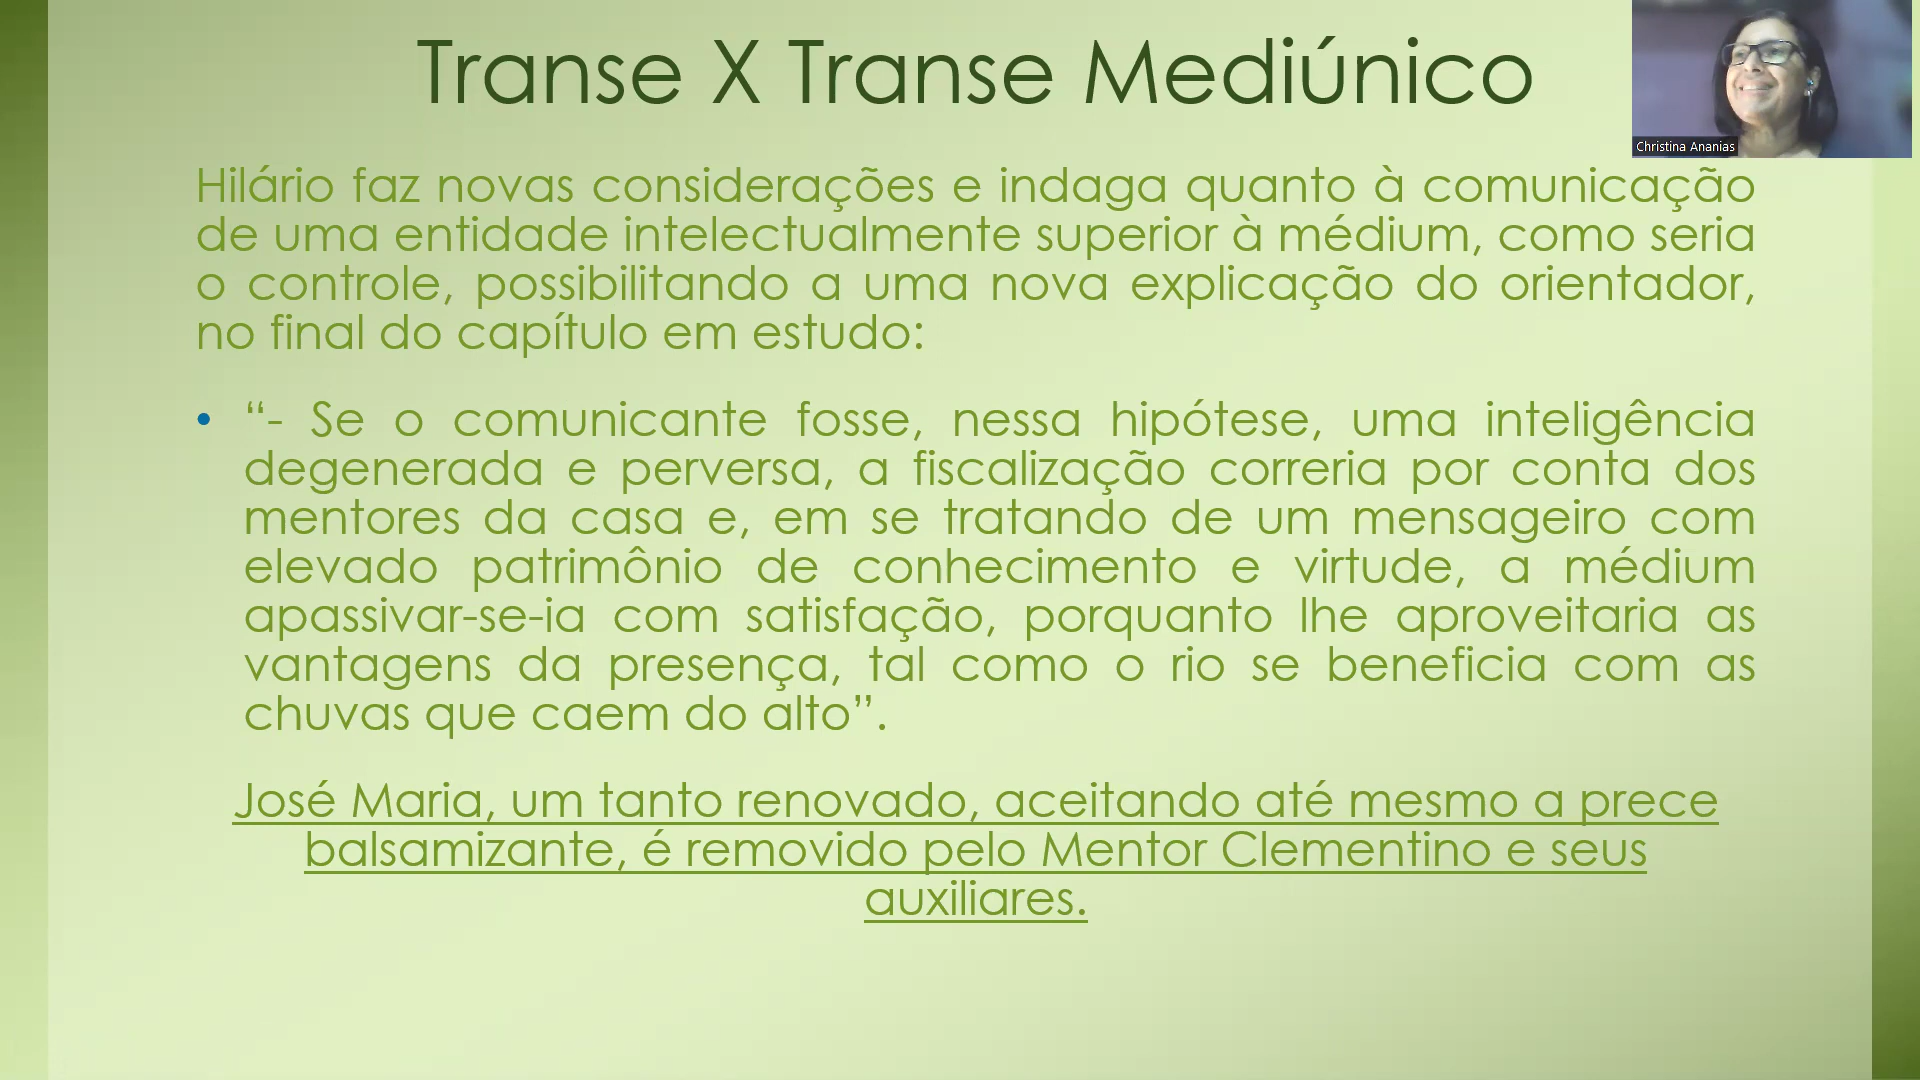 Transe X Transe Mediúnico
Christina Ananias
Hilário faz novas considerações e indaga quanto à comunicação
de uma entidade intelectualmente superior à médium, como seria
o controle, possibilitando a uma nova explicação do orientador,
no final do capítulo em estudo:
• “- Se o comunicante fosse, nessa hipótese, uma inteligência
degenerada e perversa, a fiscalização correria por conta dos
mentores da casa e, em se tratando de um mensageiro com
elevado patrimônio de conhecimento e virtude, a médium
apassivar-se-ia com satisfação, porquanto lhe aproveitaria as
vantagens da presença, tal como o rio se beneficia com as
chuvas que caem do alto”.
José Maria, um tanto renovado, aceitando até mesmo a prece
balsamizante, é removido pelo Mentor Clementino e seus
auxiliares.